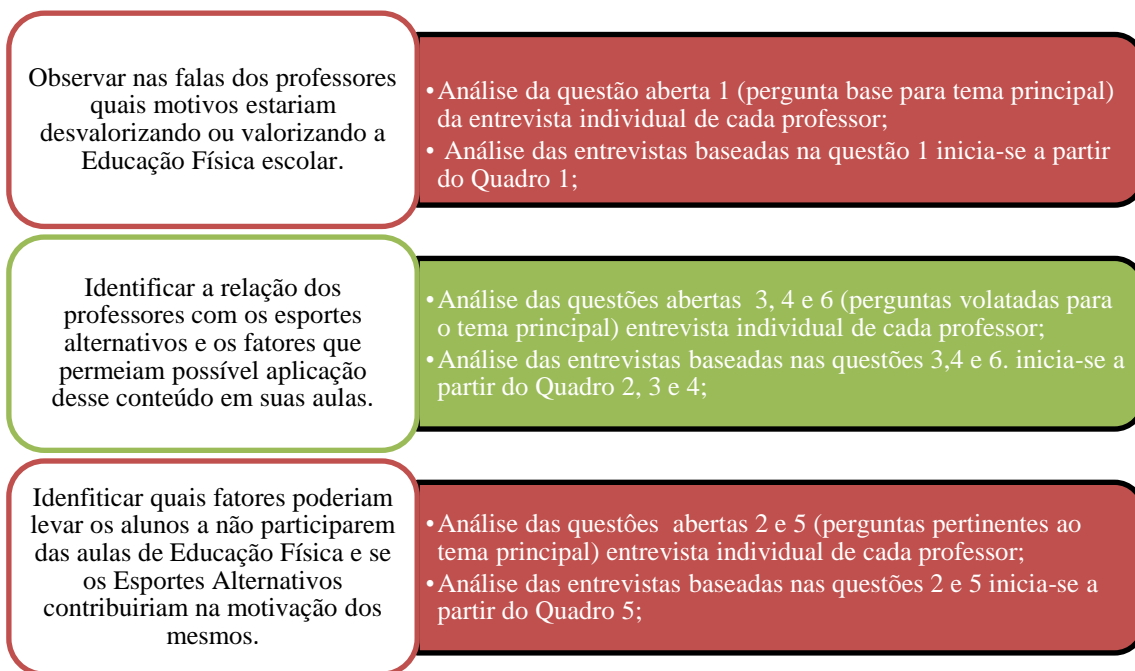 Observar nas falas dos professores
quais motivos estariam
desvalorizando ou valorizando a
Educação Física escolar.
•Análise da questão aberta 1 (pergunta base para tema principal)
da entrevista individual de cada professor;
• Análise das entrevistas baseadas na questão 1 inicia-se a partir
do Quadro 1;
Identificar a relação dos
professores com os esportes
alternativos e os fatores que
permeiam possível aplicação
desse conteúdo em suas aulas.
•Análise das questões abertas 3, 4 e 6 (perguntas volatadas para
o tema principal) entrevista individual de cada professor;
•Análise das entrevistas baseadas nas questões 3,4 e 6. inicia-se a
partir do Quadro 2, 3 e 4;
Idenfiticar quais fatores poderiam
levar os alunos a não participarem
das aulas de Educação Física e se
os Esportes Alternativos
contribuiriam na motivação dos
mesmos.
•Análise das questôes abertas 2 e 5 (perguntas pertinentes ao
tema principal) entrevista individual de cada professor;
•Análise das entrevistas baseadas nas questões 2 e 5 inicia-se a
partir do Quadro 5;